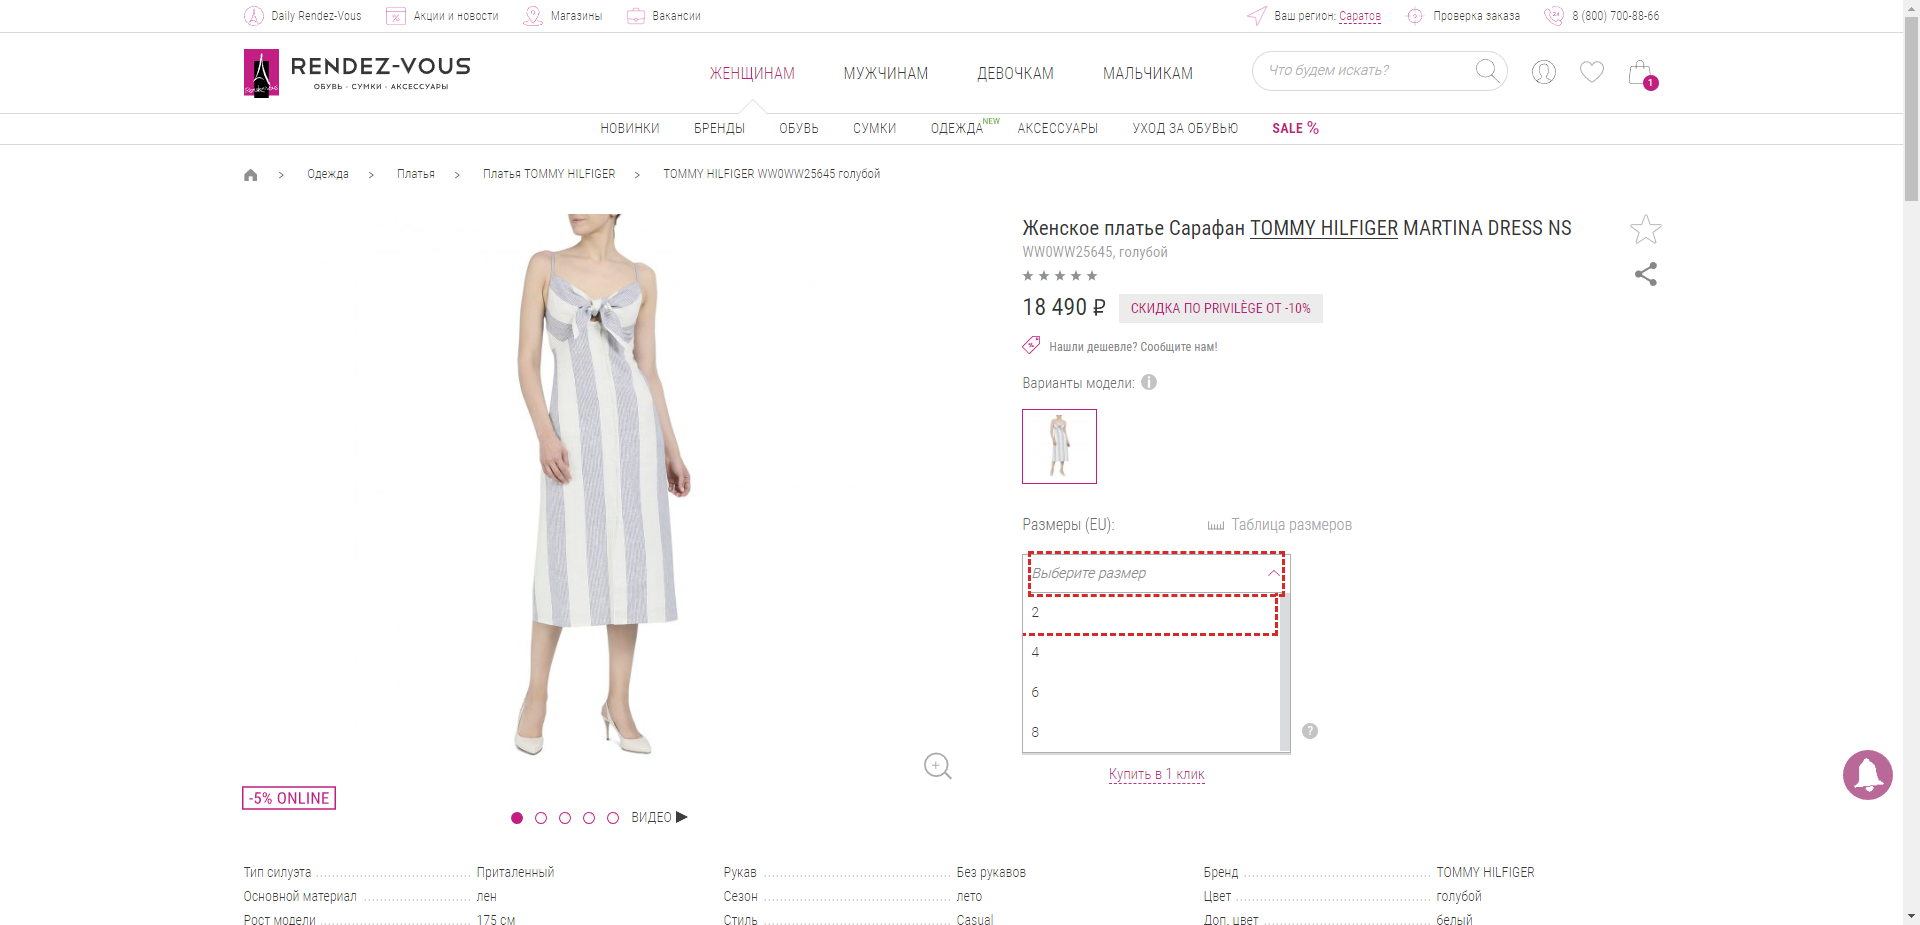 Daily Rendez-Vous Акции и новости Магазины Вакансии Ваш регион: Саратов Проверка заказа 8 (800) 700-88-66
RENDEZ-VOUS
ОБУВЬ · СУМКИ · АКСЕССУАРЫ
ЖЕНЩИНАМ МУЖЧИНАМ ДЕВОЧКАМ МАЛЬЧИКАМ
Что будем искать?
1
НОВИНКИ БРЕНДЫ ОБУВЬ СУМКИ ОДЕЖДА NEW АКСЕССУАРЫ УХОД ЗА ОБУВЬЮ SALE %
> Одежда > Платья > Платья TOMMY HILFIGER > TOMMY HILFIGER WW0WW25645 голубой
Женское платье Сарафан TOMMY HILFIGER MARTINA DRESS NS
WW0WW25645, голубой
18 490 ₽ СКИДКА ПО PRIVILÈGE ОТ -10%
Нашли дешевле? Сообщите нам!
Варианты модели:
Размеры (EU): Таблица размеров
Выберите размер
2
4
6
8
?
Купить в 1 клик
-5% ONLINE
ВИДЕО
Тип силуэта Приталенный Рукав Без рукавов Бренд TOMMY HILFIGER
Основной материал лен Сезон лето Цвет голубой
Рост модели 175 см Стиль Casual Доп. цвет белый